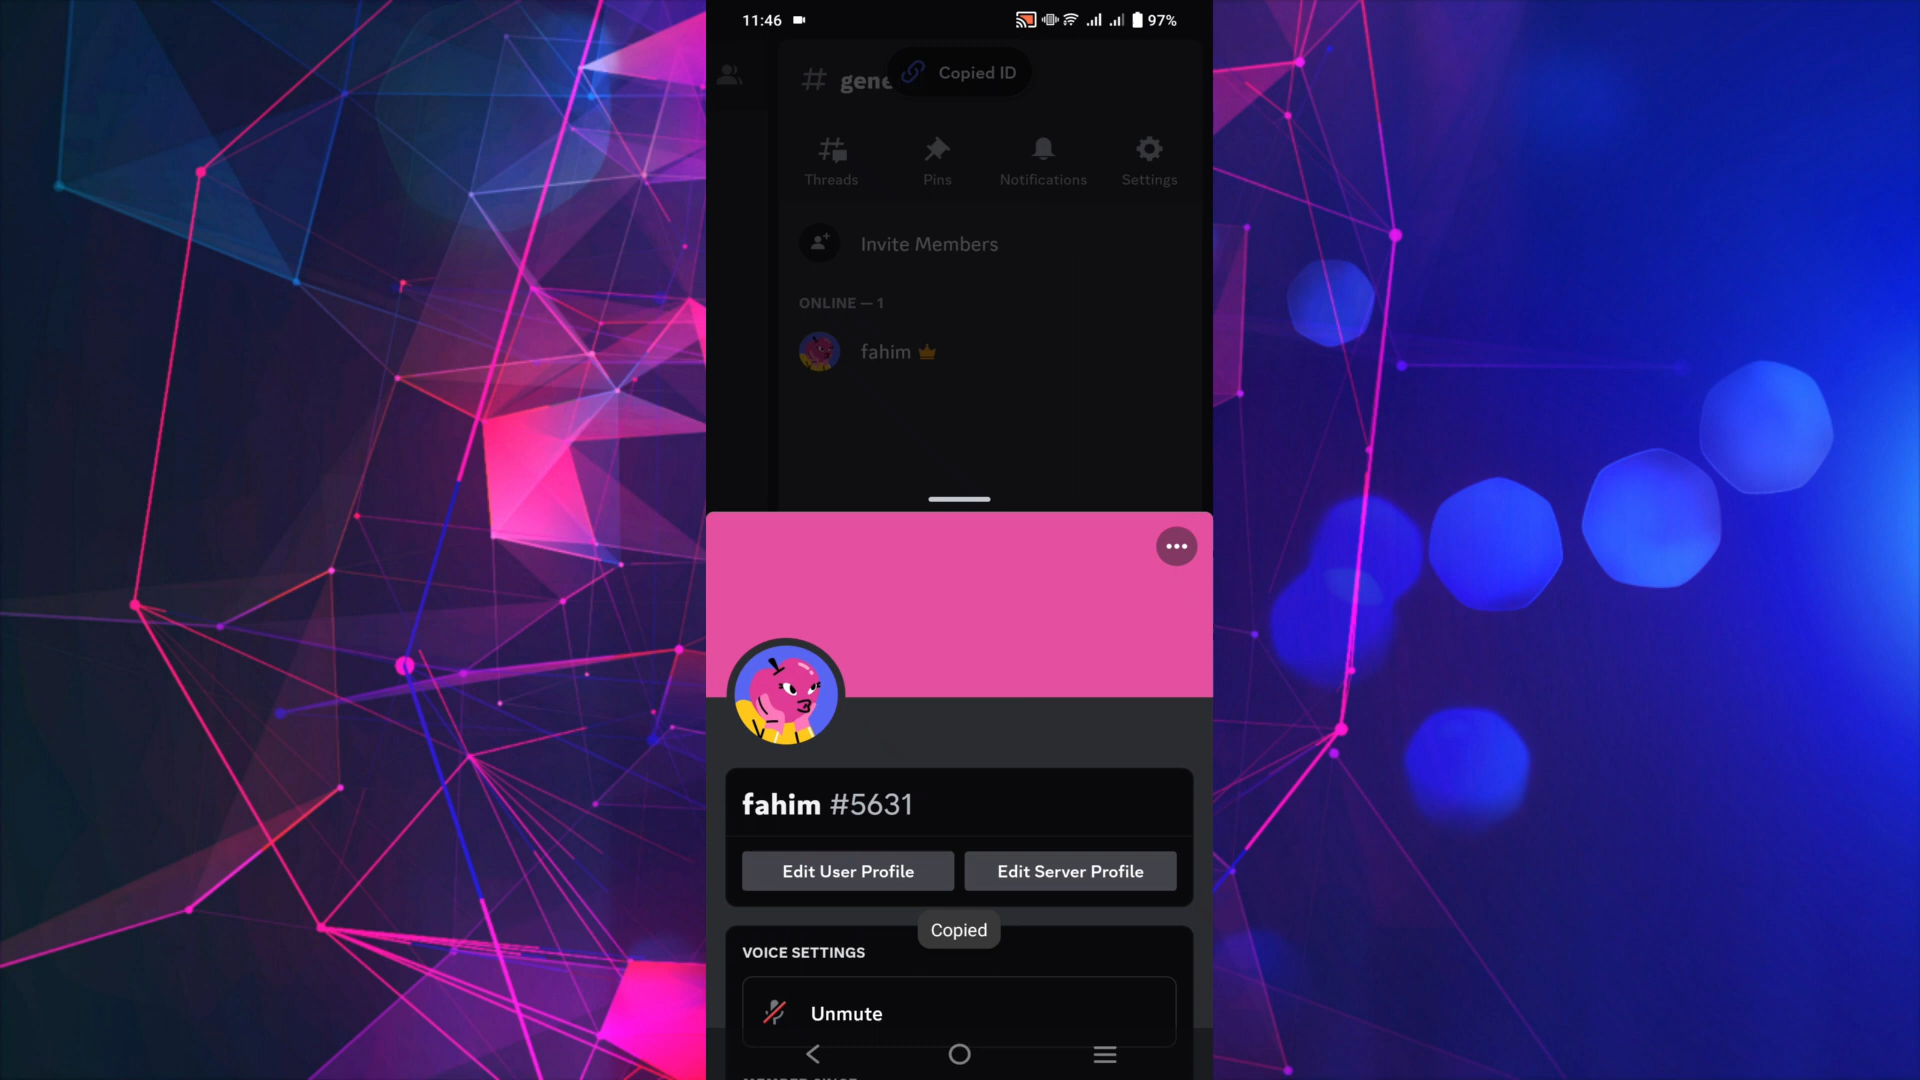 11:46
97%
# gene
Copied ID
Threads
Pins
Notifications
Settings
Invite Members
ONLINE — 1
fahim
fahim #5631
Edit User Profile
Edit Server Profile
Copied
VOICE SETTINGS
Unmute